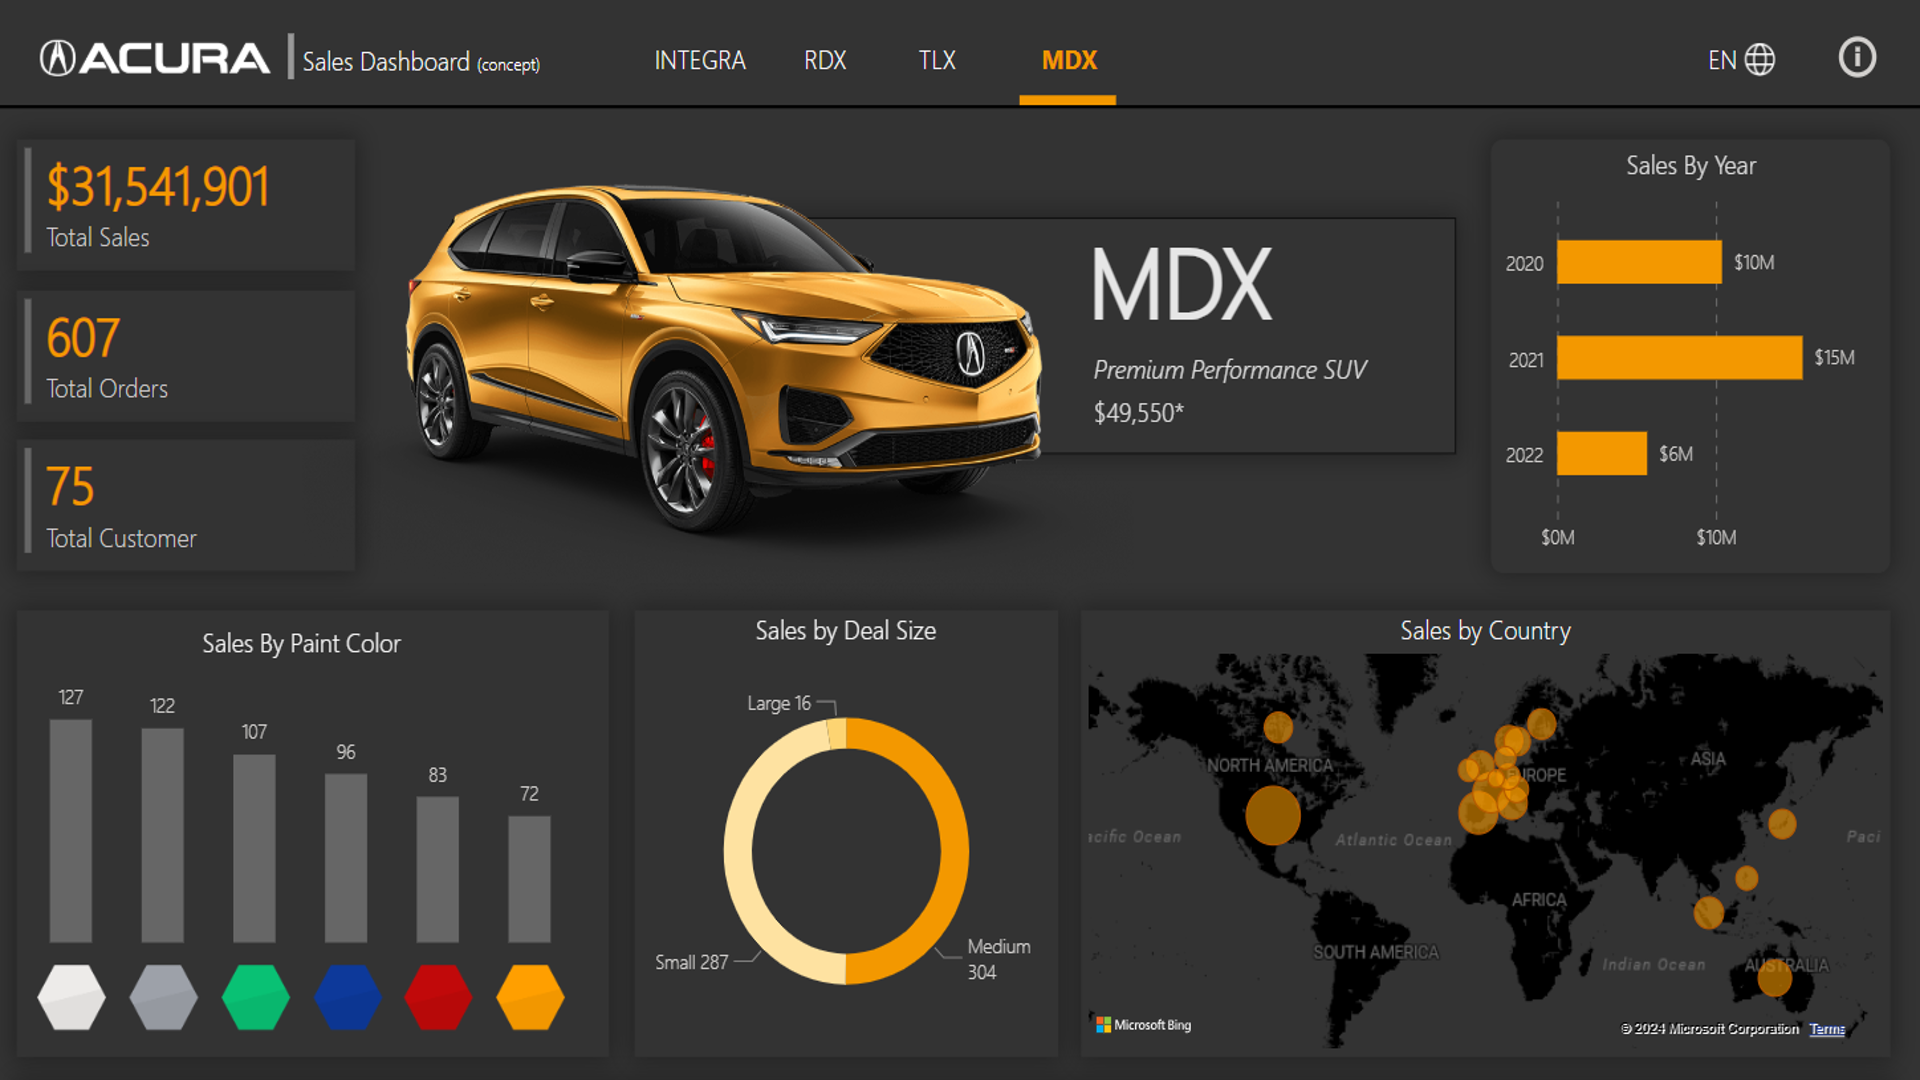 ACURA
Sales Dashboard (concept)
INTEGRA
RDX
TLX
MDX
EN
$31,541,901
Total Sales
607
Total Orders
75
Total Customer
MDX
Premium Performance SUV
$49,550*
Sales By Year
2020
$10M
2021
$15M
2022
$6M
$0M
$10M
Sales By Paint Color
127
122
107
96
83
72
Sales by Deal Size
Large 16
Small 287
Medium
304
Sales by Country
NORTH AMERICA
EUROPE
ASIA
acific Ocean
Atlantic Ocean
Paci
AFRICA
SOUTH AMERICA
Indian Ocean
AUSTRALIA
Microsoft Bing
© 2024 Microsoft Corporation Terms